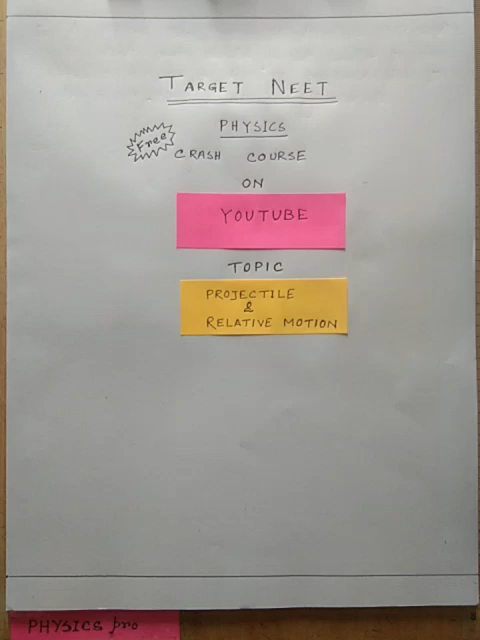 TARGET NEET
PHYSICS
Free
CRASH COURSE
ON
YOUTUBE
TOPIC
PROJECTILE
&
RELATIVE MOTION
PHYSICS pro